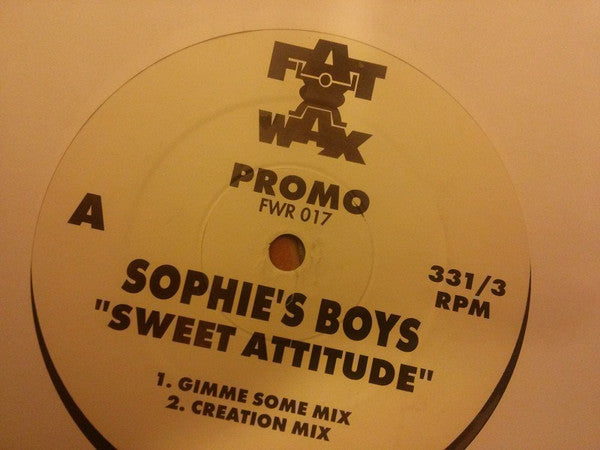 FAT
WAX
PROMO
FWR 017
A
331/3
RPM
SOPHIE'S BOYS
"SWEET ATTITUDE"
1. GIMME SOME MIX
2. CREATION MIX